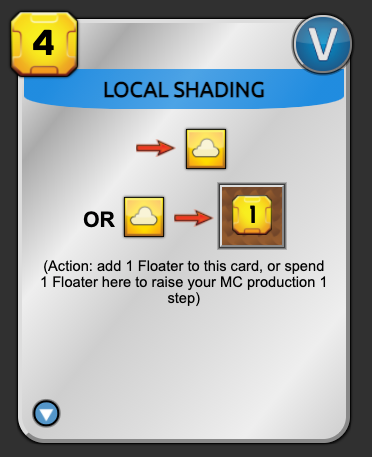 4
V
LOCAL SHADING
OR
1
(Action: add 1 Floater to this card, or spend
1 Floater here to raise your MC production 1
step)